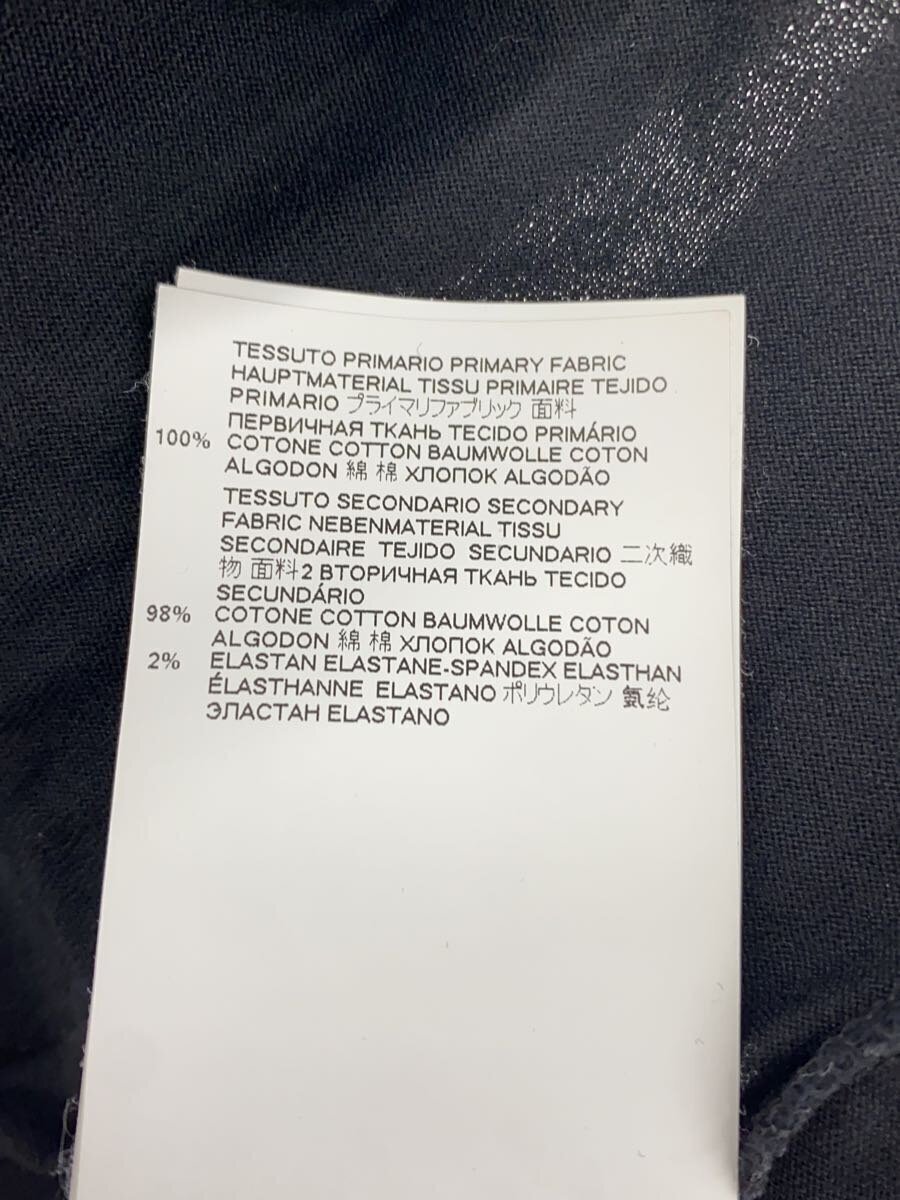 TESSUTO PRIMARIO PRIMARY FABRIC
HAUPTMATERIAL TISSU PRIMAIRE TEJIDO
PRIMARIO プライマリファブリック 面料
ПЕРВИЧНАЯ ТКАНЬ TECIDO PRIMÁRIO
100% COTONE COTTON BAUMWOLLE COTON
ALGODON 綿 棉 ХЛОПОК ALGODÃO
TESSUTO SECONDARIO SECONDARY
FABRIC NEBENMATERIAL TISSU
SECONDAIRE TEJIDO SECUNDARIO 二次織
物 面料2 ВТОРИЧНАЯ ТКАНЬ TECIDO
SECUNDÁRIO
98% COTONE COTTON BAUMWOLLE COTON
ALGODON 綿 棉 ХЛОПОК ALGODÃO
2% ELASTAN ELASTANE-SPANDEX ELASTHAN
ÉLASTHANNE ELASTANO ポリウレタン 氨纶
ЭЛАСТАН ELASTANO